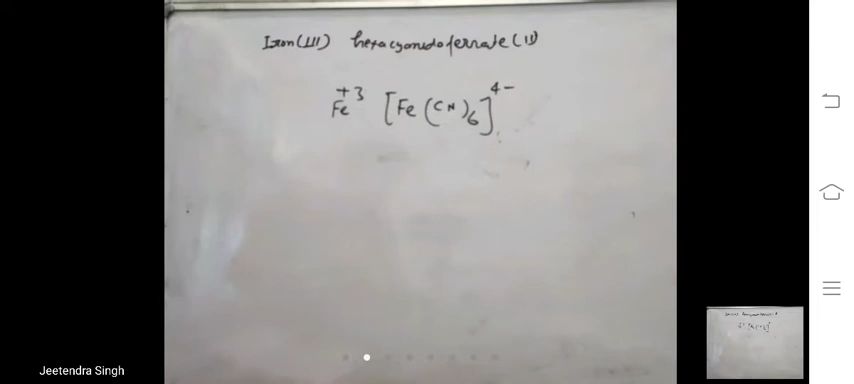 Iron(III) hexacyanidoferrate(II)
Fe+3 [Fe(CN)6]4-
Jeetendra Singh